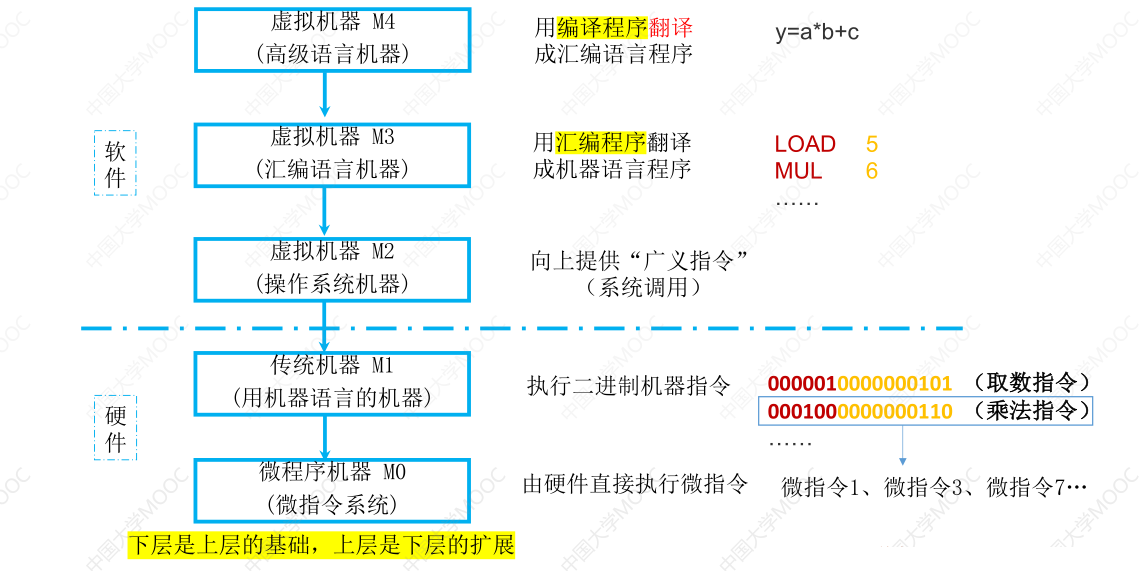 虚拟机器 M4
(高级语言机器)
用编译程序翻译
成汇编语言程序
y=a*b+c
软件
虚拟机器 M3
(汇编语言机器)
用汇编程序翻译
成机器语言程序
LOAD 5
MUL 6
……
虚拟机器 M2
(操作系统机器)
向上提供“广义指令”
（系统调用）
硬件
传统机器 M1
(用机器语言的机器)
执行二进制机器指令
0000010000000101 （取数指令）
0001000000000110 （乘法指令）
……
微程序机器 M0
(微指令系统)
由硬件直接执行微指令
微指令1、微指令3、微指令7…
下层是上层的基础，上层是下层的扩展
中国大学MOOC